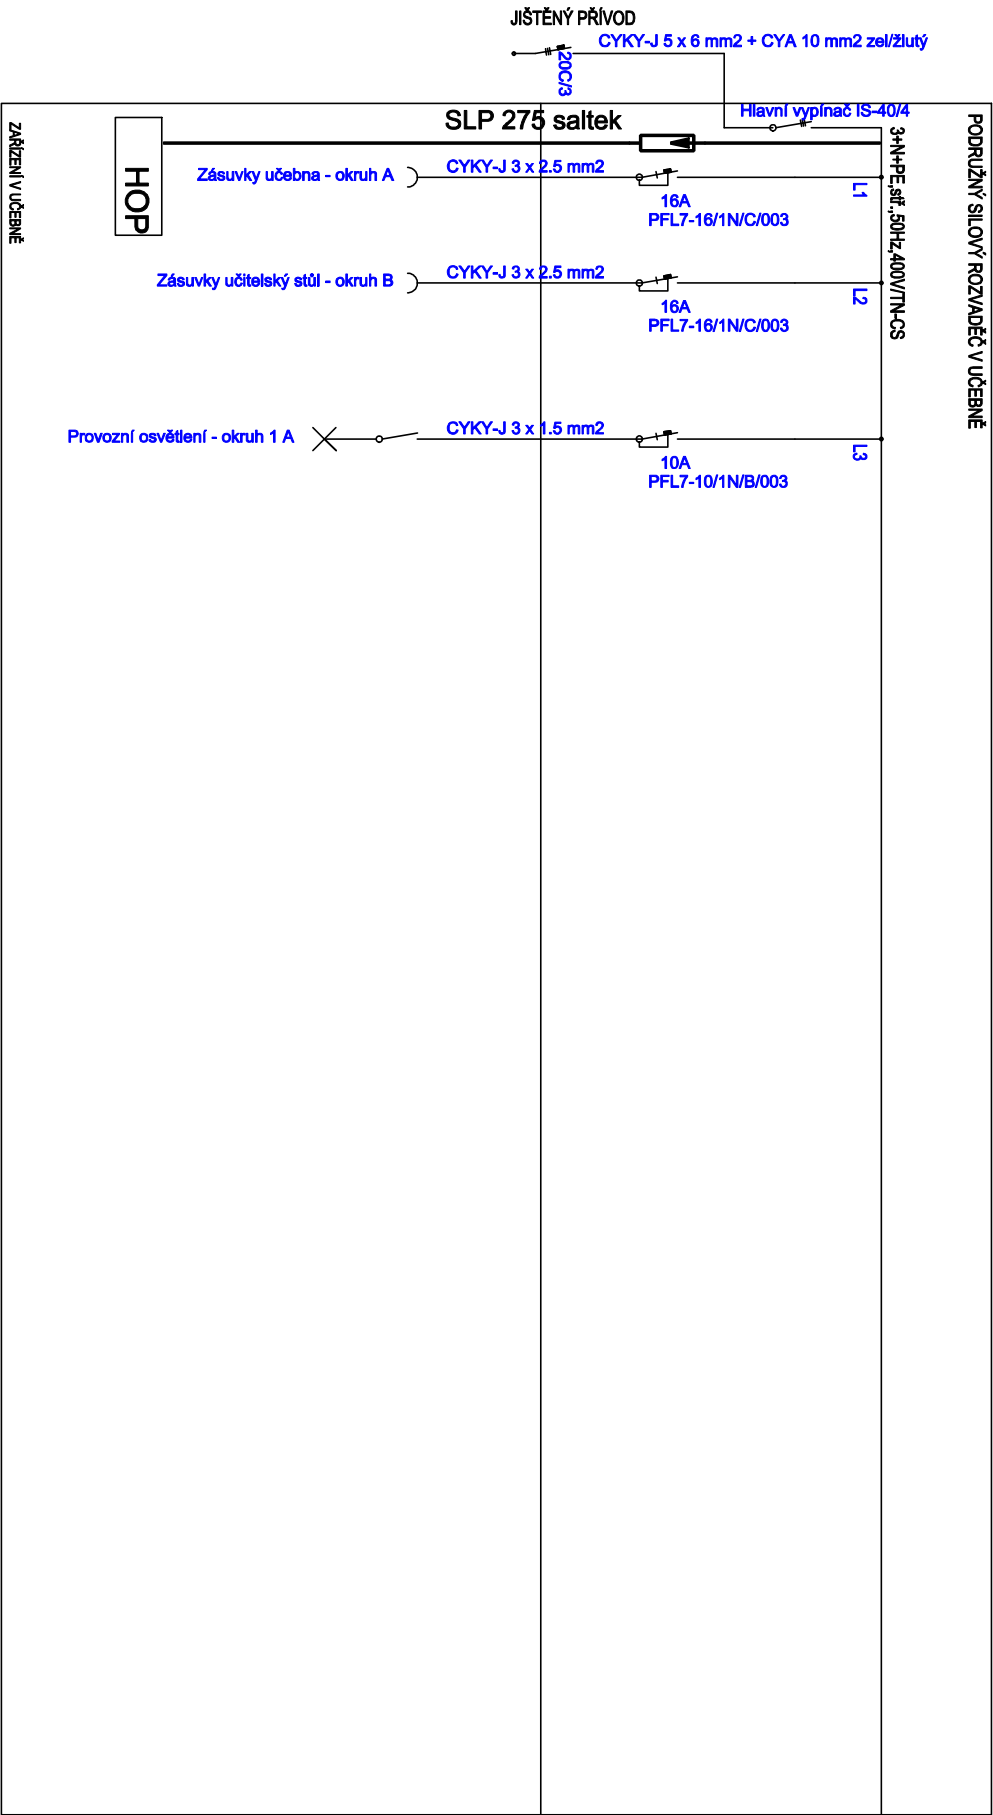 JIŠTĚNÝ PŘÍVOD
CYKY-J 5 x 6 mm2 + CYA 10 mm2 zel/žlutý
20C/3
Hlavní vypínač IS-40/4
SLP 275 saltek
PODRUŽNÝ SILOVÝ ROZVADĚČ V UČEBNĚ
3+N+PE,stř.,50Hz,400V/TN-CS
ZAŘÍZENÍ V UČEBNĚ
HOP
Zásuvky učebna - okruh A
CYKY-J 3 x 2.5 mm2
16A
PFL7-16/1N/C/003
L1
Zásuvky učitelský stůl - okruh B
CYKY-J 3 x 2.5 mm2
16A
PFL7-16/1N/C/003
L2
Provozní osvětlení - okruh 1 A
CYKY-J 3 x 1.5 mm2
10A
PFL7-10/1N/B/003
L3